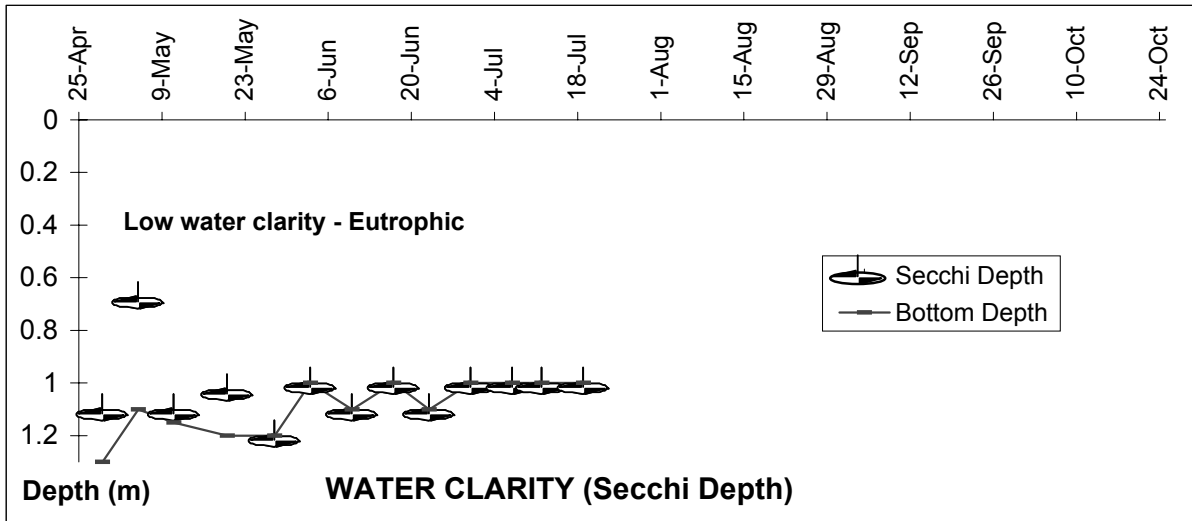 25-Apr
9-May
23-May
6-Jun
20-Jun
4-Jul
18-Jul
1-Aug
15-Aug
29-Aug
12-Sep
26-Sep
10-Oct
24-Oct
0
0.2
0.4
0.6
0.8
1
1.2
Low water clarity - Eutrophic
Secchi Depth
Bottom Depth
Depth (m)
WATER CLARITY (Secchi Depth)